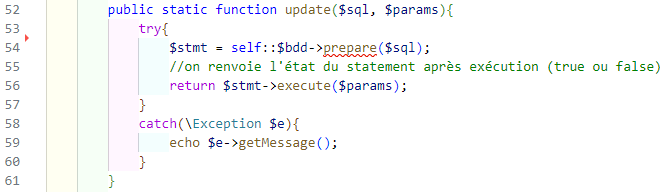 52 public static function update($sql, $params){
53 try{
54 $stmt = self::$bdd->prepare($sql);
55 //on renvoie l'état du statement après exécution (true ou false)
56 return $stmt->execute($params);
57 }
58 catch(\Exception $e){
59 echo $e->getMessage();
60 }
61 }